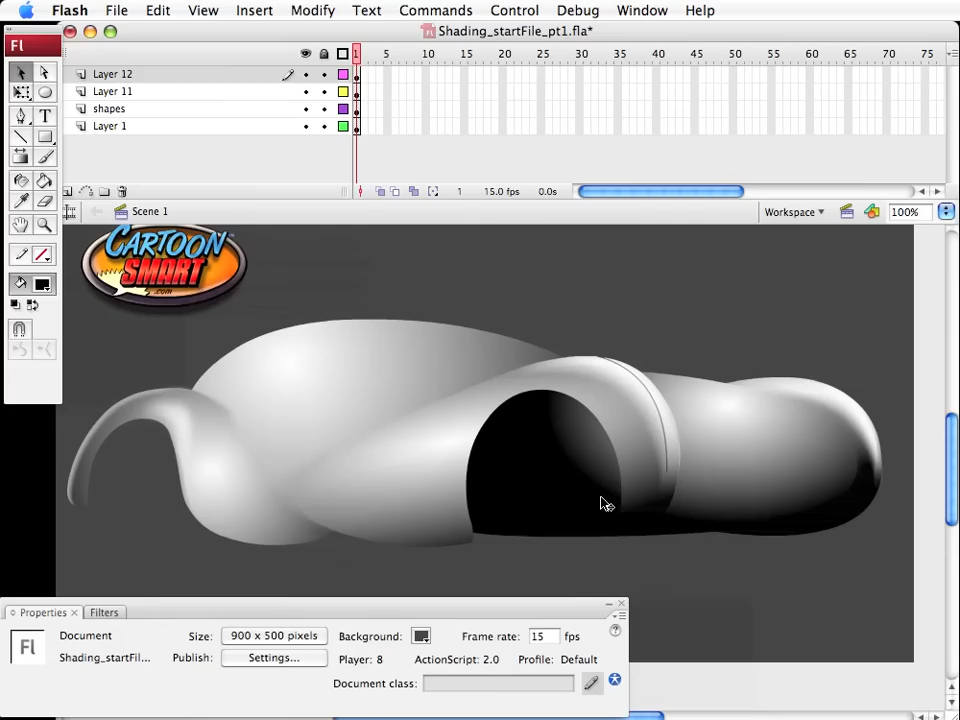 Flash File Edit View Insert Modify Text Commands Control Debug Window Help
Shading_startFile_pt1.fla*
Fl
1 5 10 15 20 25 30 35 40 45 50 55 60 65 70 75
Layer 12
Layer 11
shapes
Layer 1
1 15.0 fps 0.0s
Scene 1 Workspace 100%
CARTOON
SMART
.com
Properties × Filters
Fl
Document Size: 900 x 500 pixels Background: Frame rate: 15 fps
Shading_startFil... Publish: Settings... Player: 8 ActionScript: 2.0 Profile: Default
Document class: